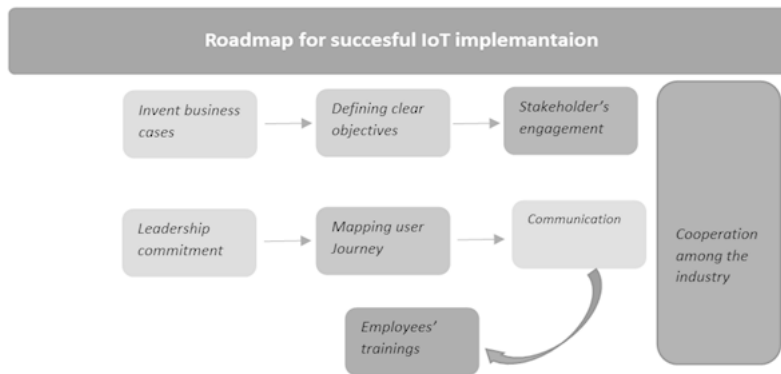 Roadmap for succesful IoT implemantaion
Invent business
cases
Defining clear
objectives
Stakeholder's
engagement
Leadership
commitment
Mapping user
Journey
Communication
Cooperation
among the
industry
Employees'
trainings